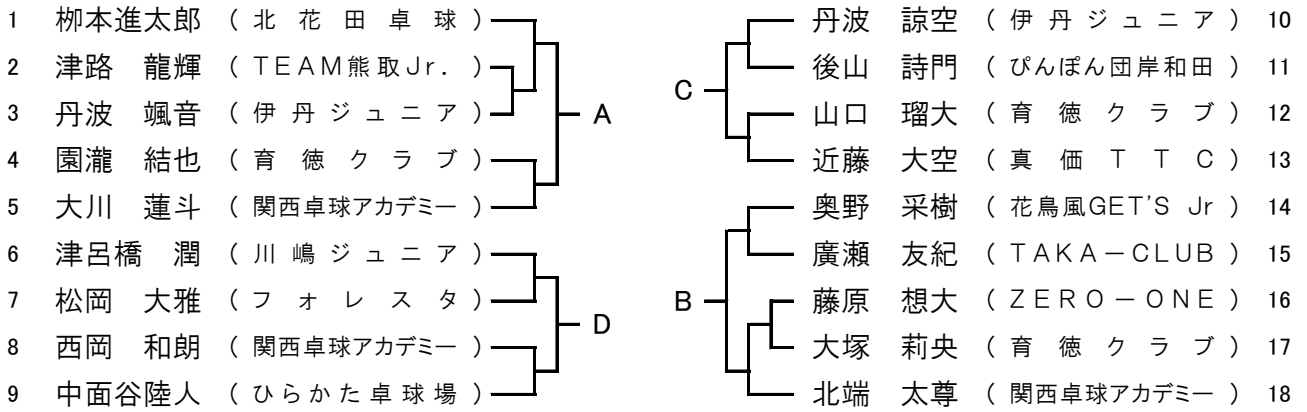 1 栁本進太郎 （北花田卓球）
2 津路 龍輝 （TEAM熊取Jr.）
3 丹波 颯音 （伊丹ジュニア）
A
4 園瀧 結也 （育徳クラブ）
5 大川 蓮斗 （関西卓球アカデミー）
6 津呂橋 潤 （川嶋ジュニア）
7 松岡 大雅 （フォレスタ）
D
8 西岡 和朗 （関西卓球アカデミー）
9 中面谷陸人 （ひらかた卓球場）
丹波 諒空 （伊丹ジュニア） 10
後山 詩門 （ぴんぽん団岸和田） 11
C
山口 瑠大 （育徳クラブ） 12
近藤 大空 （真価TTC） 13
奥野 采樹 （花鳥風GET'S Jr） 14
廣瀬 友紀 （TAKA－CLUB） 15
B
藤原 想大 （ZERO－ONE） 16
大塚 莉央 （育徳クラブ） 17
北端 太尊 （関西卓球アカデミー） 18